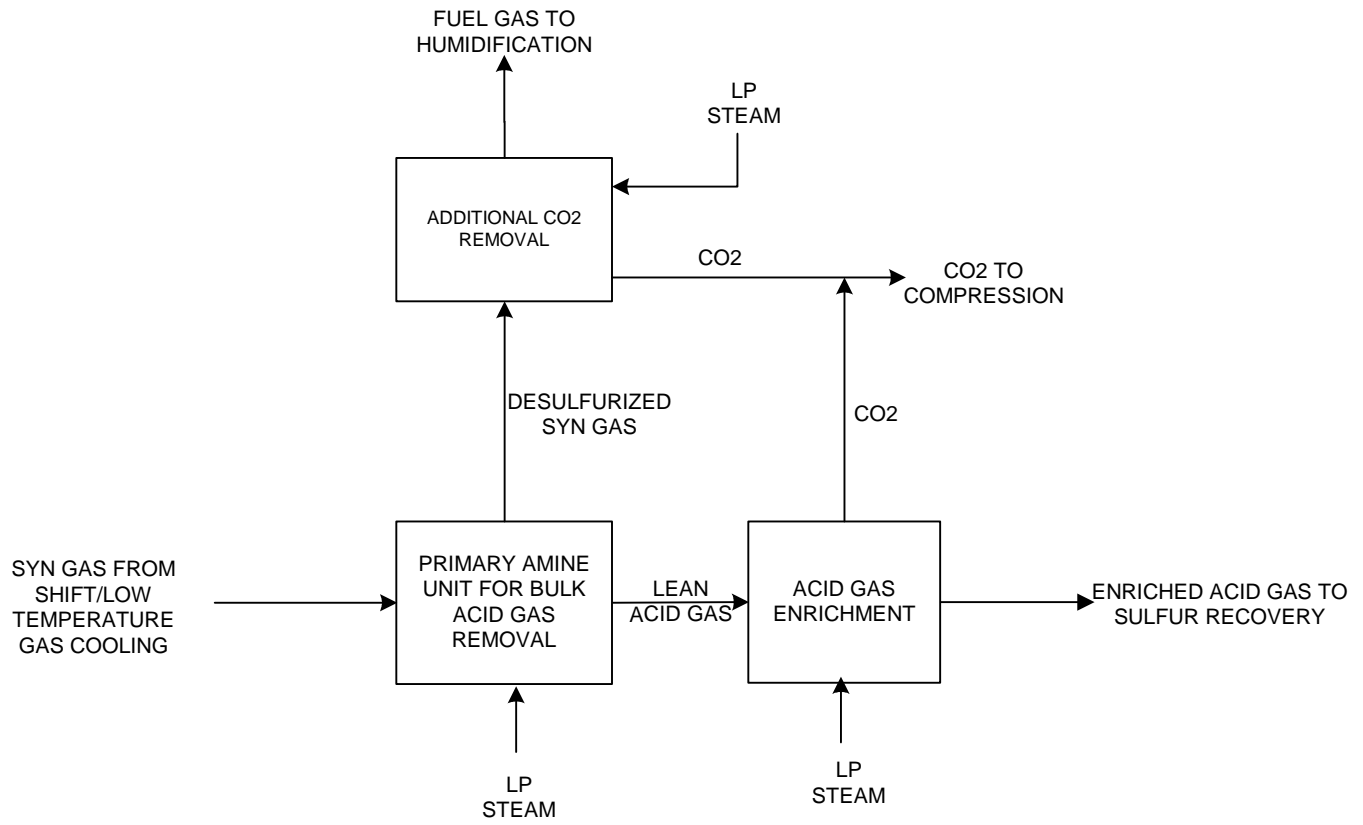 FUEL GAS TO
HUMIDIFICATION
LP
STEAM
ADDITIONAL CO2
REMOVAL
CO2
CO2 TO
COMPRESSION
DESULFURIZED
SYN GAS
CO2
SYN GAS FROM
SHIFT/LOW
TEMPERATURE
GAS COOLING
PRIMARY AMINE
UNIT FOR BULK
ACID GAS
REMOVAL
LEAN
ACID GAS
ACID GAS
ENRICHMENT
ENRICHED ACID GAS TO
SULFUR RECOVERY
LP
STEAM
LP
STEAM